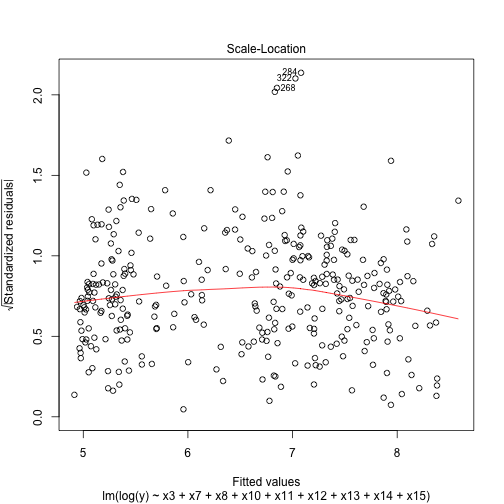 Scale-Location
284
322
268
√|Standardized residuals|
2.0
1.5
1.0
0.5
0.0
5 6 7 8
Fitted values
lm(log(y) ~ x3 + x7 + x8 + x10 + x11 + x12 + x13 + x14 + x15)